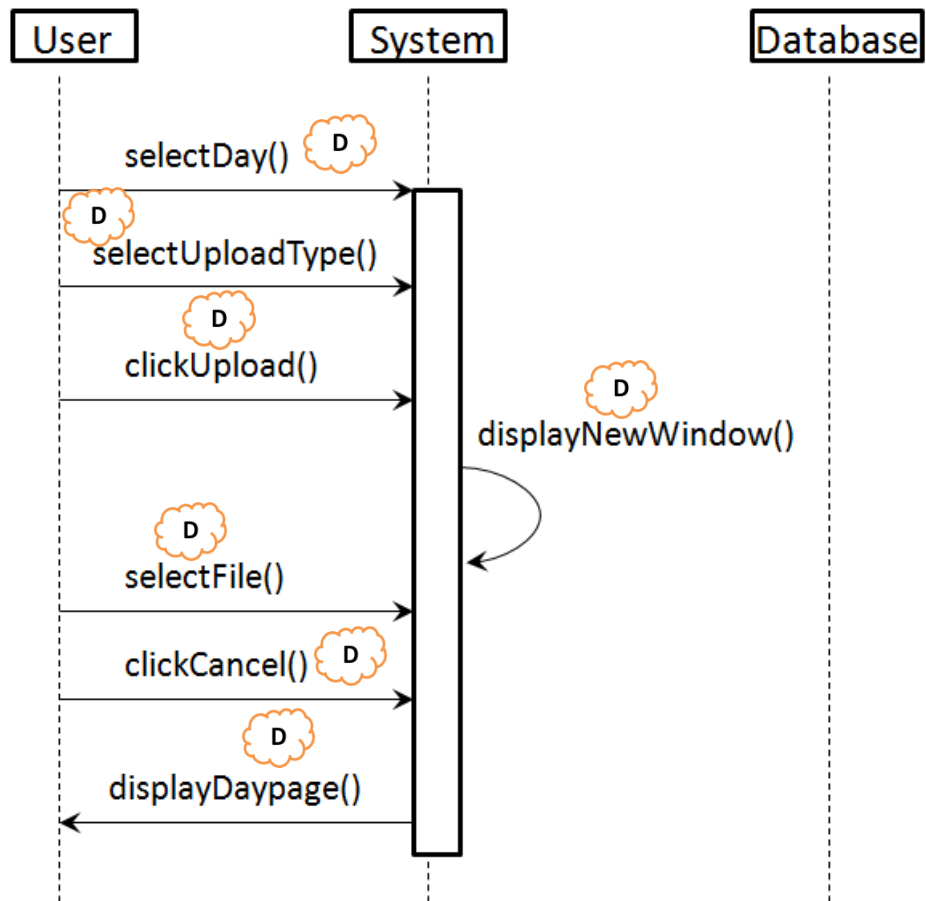 User System Database
selectDay() D
D
selectUploadType()
D
clickUpload()
D
displayNewWindow()
D
selectFile()
clickCancel() D
D
displayDaypage()